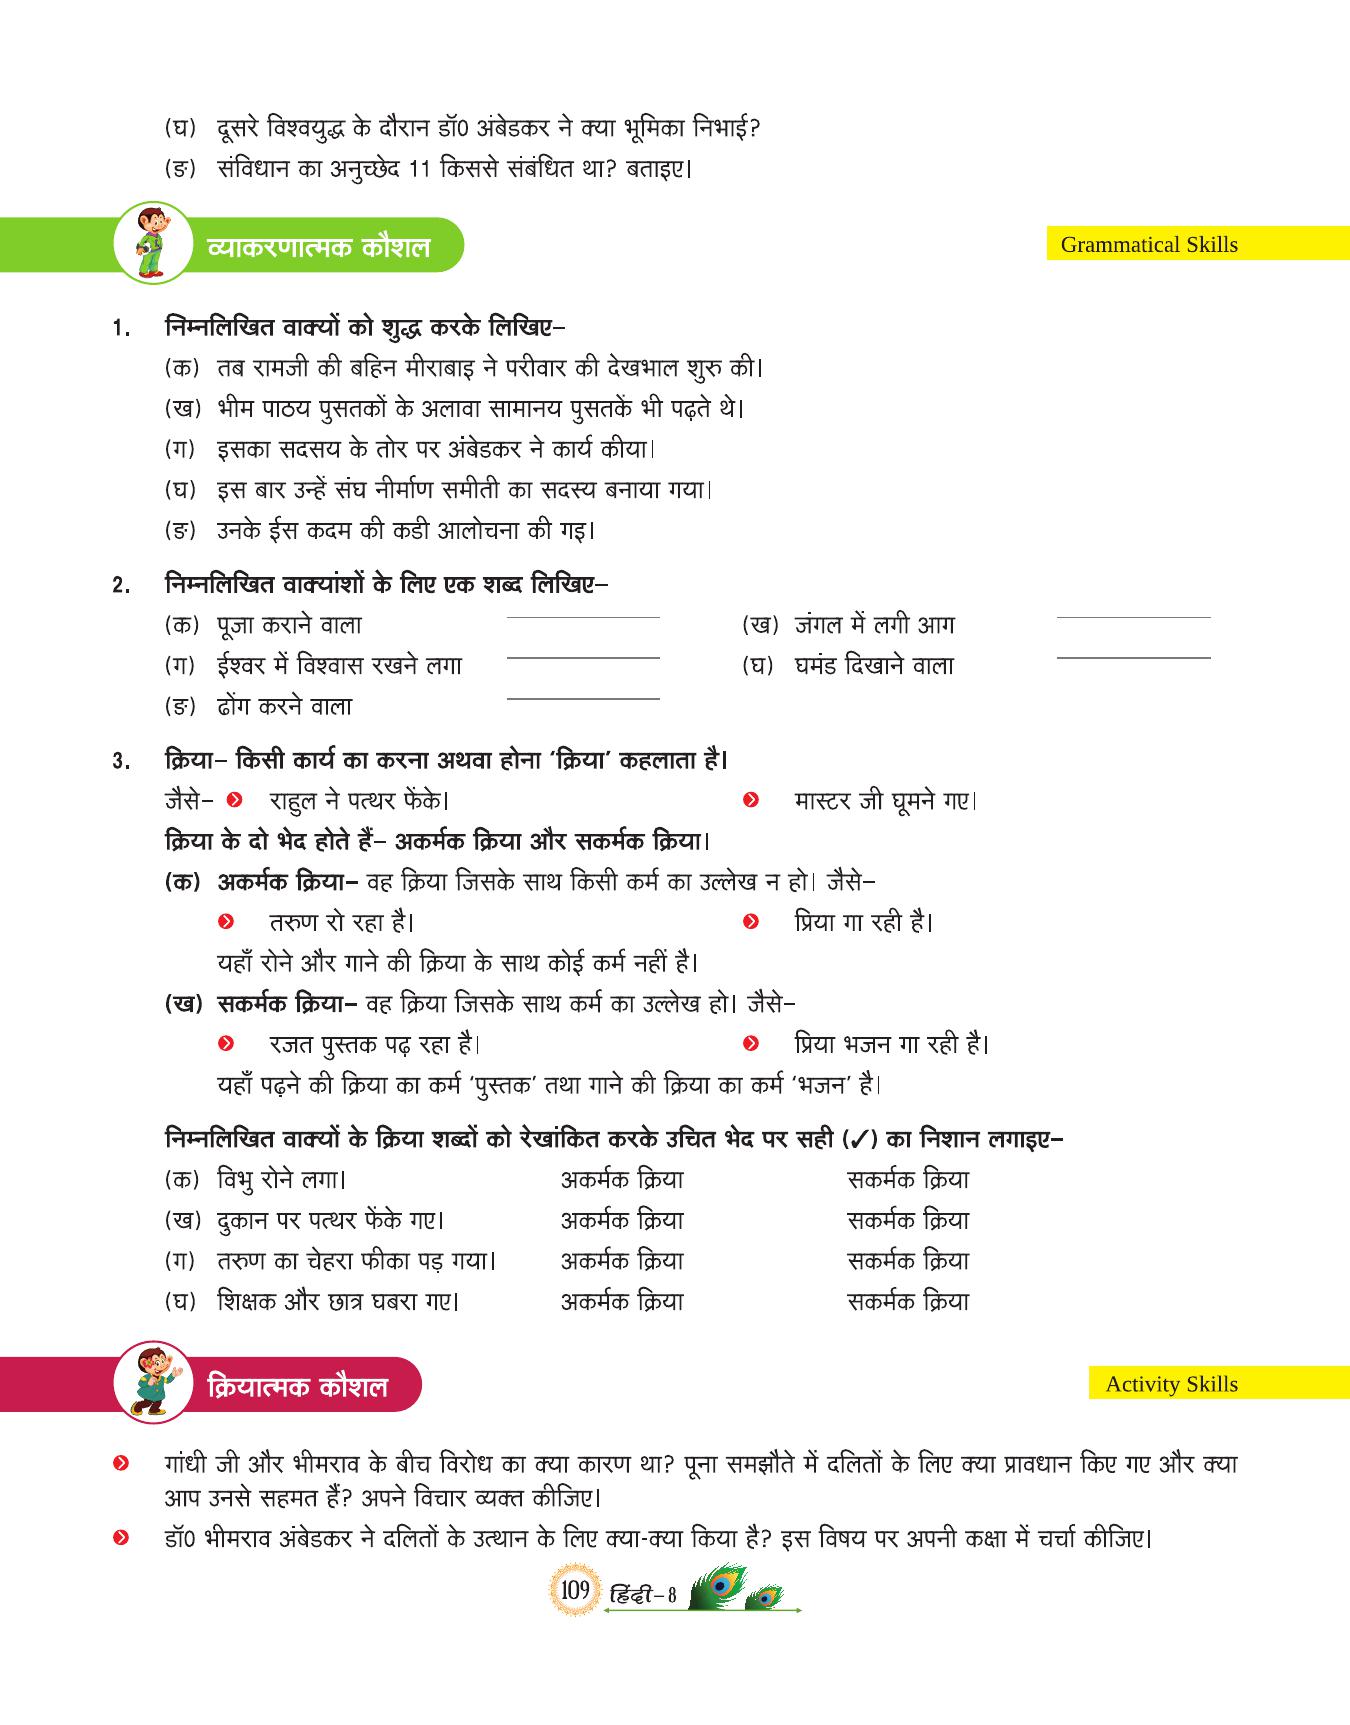 (घ) दूसरे विश्वयुद्ध के दौरान डॉ0 अंबेडकर ने क्या भूमिका निभाई?
(ङ) संविधान का अनुच्छेद 11 किससे संबंधित था? बताइए।
व्याकरणात्मक कौशल Grammatical Skills
1. निम्नलिखित वाक्यों को शुद्ध करके लिखिए–
(क) तब रामजी की बहिन मीराबाइ ने परीवार की देखभाल शुरु की।
(ख) भीम पाठय पुसतकों के अलावा सामानय पुसतकें भी पढ़ते थे।
(ग) इसका सदसय के तोर पर अंबेडकर ने कार्य कीया।
(घ) इस बार उन्हें संघ नीर्माण समीती का सदस्य बनाया गया।
(ङ) उनके ईस कदम की कडी आलोचना की गइ।
2. निम्नलिखित वाक्यांशों के लिए एक शब्द लिखिए–
(क) पूजा कराने वाला (ख) जंगल में लगी आग
(ग) ईश्वर में विश्वास रखने लगा (घ) घमंड दिखाने वाला
(ङ) ढोंग करने वाला
3. क्रिया– किसी कार्य का करना अथवा होना ‘क्रिया’ कहलाता है।
जैसे– राहुल ने पत्थर फेंके। मास्टर जी घूमने गए।
क्रिया के दो भेद होते हैं– अकर्मक क्रिया और सकर्मक क्रिया।
(क) अकर्मक क्रिया– वह क्रिया जिसके साथ किसी कर्म का उल्लेख न हो। जैसे–
तरुण रो रहा है। प्रिया गा रही है।
यहाँ रोने और गाने की क्रिया के साथ कोई कर्म नहीं है।
(ख) सकर्मक क्रिया– वह क्रिया जिसके साथ कर्म का उल्लेख हो। जैसे–
रजत पुस्तक पढ़ रहा है। प्रिया भजन गा रही है।
यहाँ पढ़ने की क्रिया का कर्म ‘पुस्तक’ तथा गाने की क्रिया का कर्म ‘भजन’ है।
निम्नलिखित वाक्यों के क्रिया शब्दों को रेखांकित करके उचित भेद पर सही (✓) का निशान लगाइए–
(क) विभु रोने लगा। अकर्मक क्रिया सकर्मक क्रिया
(ख) दुकान पर पत्थर फेंके गए। अकर्मक क्रिया सकर्मक क्रिया
(ग) तरुण का चेहरा फीका पड़ गया। अकर्मक क्रिया सकर्मक क्रिया
(घ) शिक्षक और छात्र घबरा गए। अकर्मक क्रिया सकर्मक क्रिया
क्रियात्मक कौशल Activity Skills
गांधी जी और भीमराव के बीच विरोध का क्या कारण था? पूना समझौते में दलितों के लिए क्या प्रावधान किए गए और क्या
आप उनसे सहमत हैं? अपने विचार व्यक्त कीजिए।
डॉ0 भीमराव अंबेडकर ने दलितों के उत्थान के लिए क्या-क्या किया है? इस विषय पर अपनी कक्षा में चर्चा कीजिए।
109 हिंदी–8